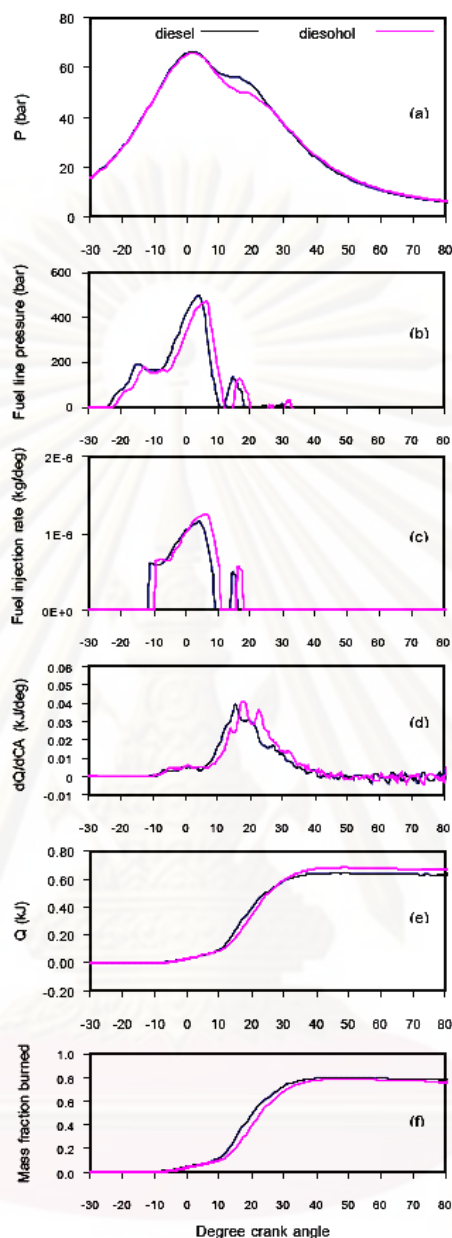 diesel diesohol
80
60
40
20
0
P (bar)
(a)
-30 -20 -10 0 10 20 30 40 50 60 70 80
600
400
200
0
Fuel line pressure (bar)
(b)
-30 -20 -10 0 10 20 30 40 50 60 70 80
2E-6
1E-6
0E+0
Fuel injection rate (kg/deg)
(c)
-30 -20 -10 0 10 20 30 40 50 60 70 80
0.06
0.05
0.04
0.03
0.02
0.01
0
-0.01
dQ/dCA (kJ/deg)
(d)
-30 -20 -10 0 10 20 30 40 50 60 70 80
0.80
0.60
0.40
0.20
0.00
-0.20
Q (kJ)
(e)
-30 -20 -10 0 10 20 30 40 50 60 70 80
1.0
0.8
0.6
0.4
0.2
0.0
Mass fraction burned
(f)
-30 -20 -10 0 10 20 30 40 50 60 70 80
Degree crank angle